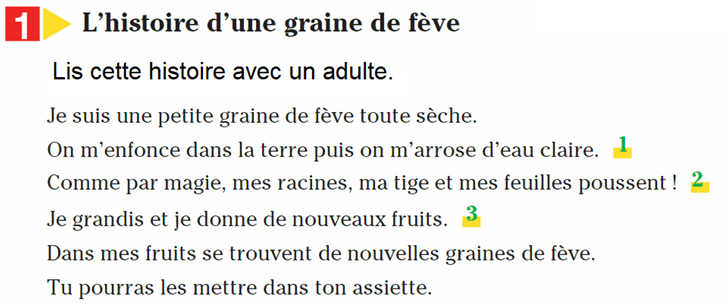 1 L'histoire d'une graine de fève
Lis cette histoire avec un adulte.
Je suis une petite graine de fève toute sèche.
On m'enfonce dans la terre puis on m'arrose d'eau claire. 1
Comme par magie, mes racines, ma tige et mes feuilles poussent ! 2
Je grandis et je donne de nouveaux fruits. 3
Dans mes fruits se trouvent de nouvelles graines de fève.
Tu pourras les mettre dans ton assiette.